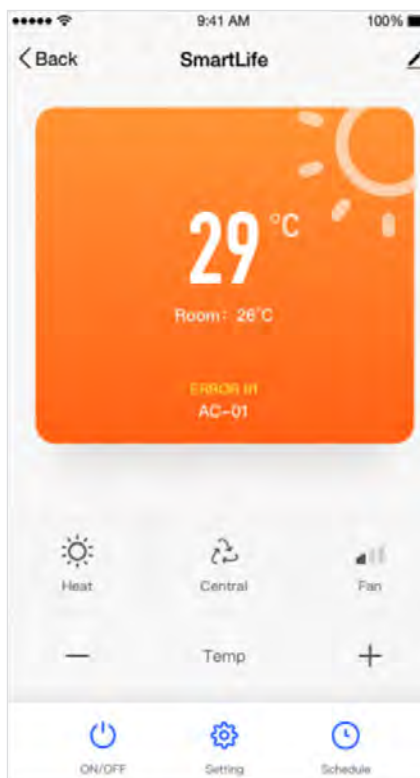 9:41 AM
100%
Back
SmartLife
29 °C
Room: 26°C
ERROR
AC-01
Heat
Central
Fan
Temp
ON/OFF
Setting
Schedule